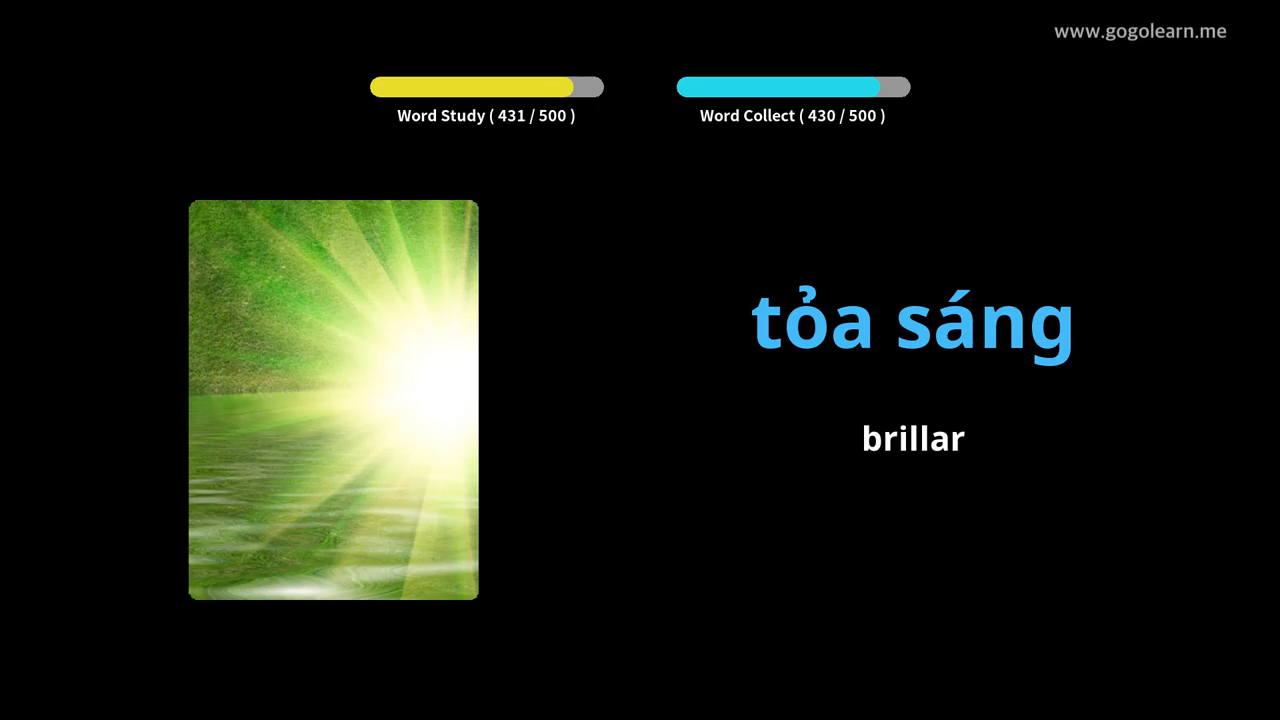 www.gogolearn.me
Word Study ( 431 / 500 )
Word Collect ( 430 / 500 )
tỏa sáng
brillar